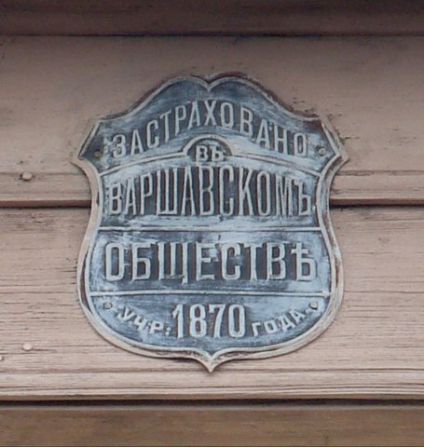 ЗАСТРАХОВАНО
ВЪ
ВАРШАВСКОМЪ
ОБЩЕСТВѢ
УЧР: 1870 ГОДА